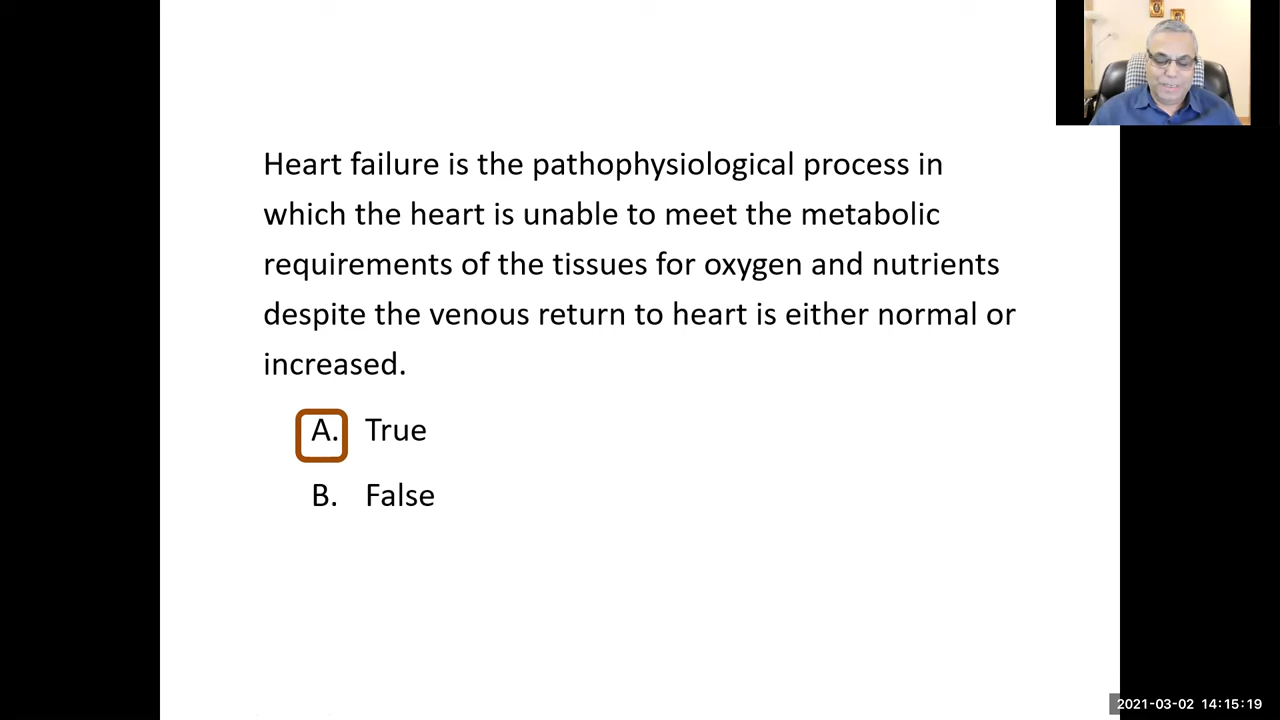 Heart failure is the pathophysiological process in
which the heart is unable to meet the metabolic
requirements of the tissues for oxygen and nutrients
despite the venous return to heart is either normal or
increased.
A. True
B. False
2021-03-02 14:15:19